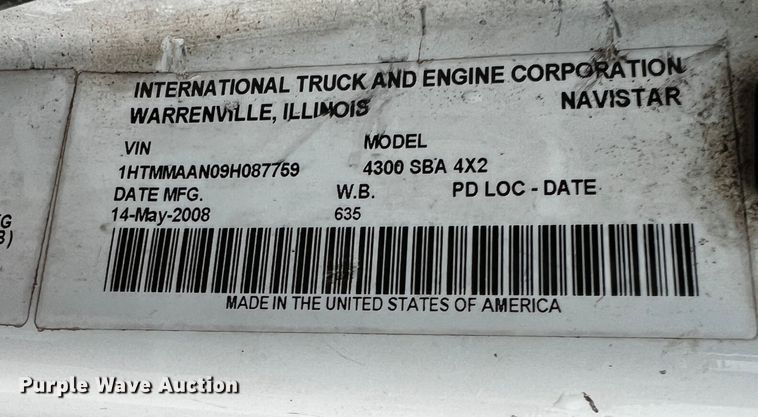 INTERNATIONAL TRUCK AND ENGINE CORPORATION
WARRENVILLE, ILLINOIS NAVISTAR
VIN MODEL
1HTMMAAN09H087759 4300 SBA 4X2
DATE MFG. W.B. PD LOC - DATE
14-May-2008 635
MADE IN THE UNITED STATES OF AMERICA
Purple Wave Auction